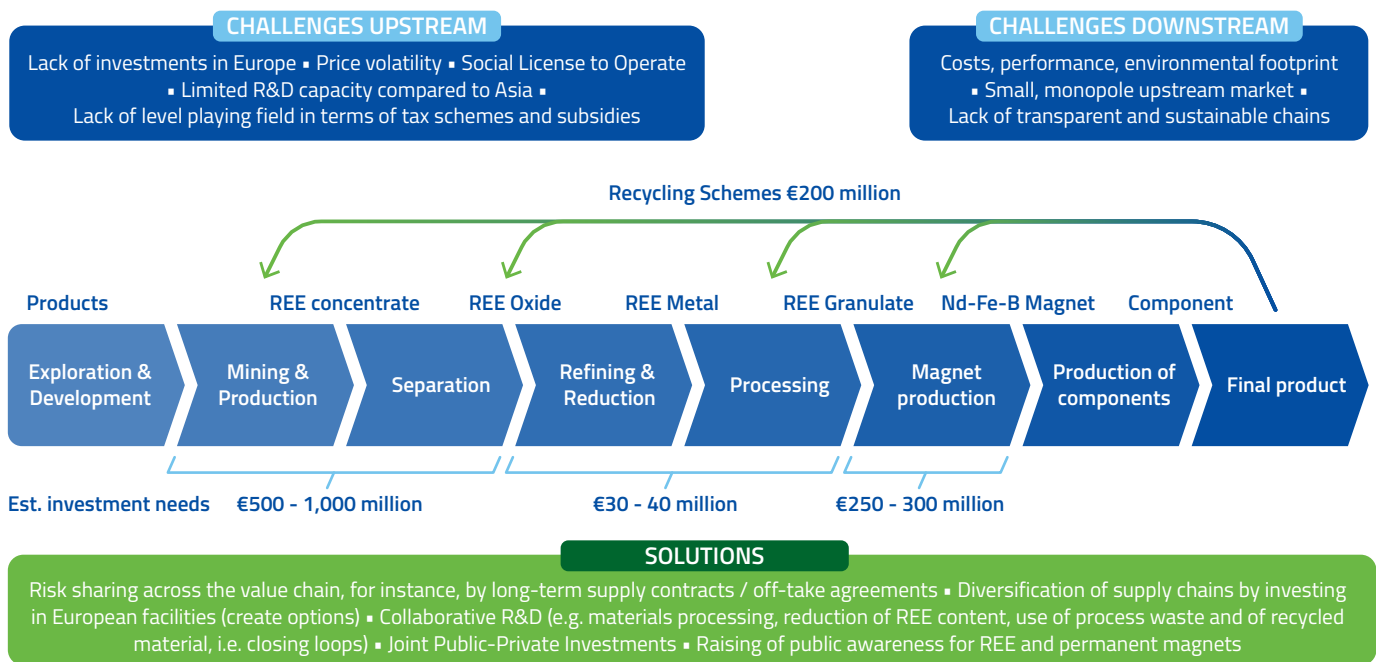 CHALLENGES UPSTREAM
Lack of investments in Europe ▪ Price volatility ▪ Social License to Operate
▪ Limited R&D capacity compared to Asia ▪
Lack of level playing field in terms of tax schemes and subsidies
CHALLENGES DOWNSTREAM
Costs, performance, environmental footprint
▪ Small, monopole upstream market ▪
Lack of transparent and sustainable chains
Recycling Schemes €200 million
Products
REE concentrate
REE Oxide
REE Metal
REE Granulate
Nd-Fe-B Magnet
Component
Exploration &
Development
Mining &
Production
Separation
Refining &
Reduction
Processing
Magnet
production
Production of
components
Final product
Est. investment needs
€500 - 1,000 million
€30 - 40 million
€250 - 300 million
SOLUTIONS
Risk sharing across the value chain, for instance, by long-term supply contracts / off-take agreements ▪ Diversification of supply chains by investing
in European facilities (create options) ▪ Collaborative R&D (e.g. materials processing, reduction of REE content, use of process waste and of recycled
material, i.e. closing loops) ▪ Joint Public-Private Investments ▪ Raising of public awareness for REE and permanent magnets